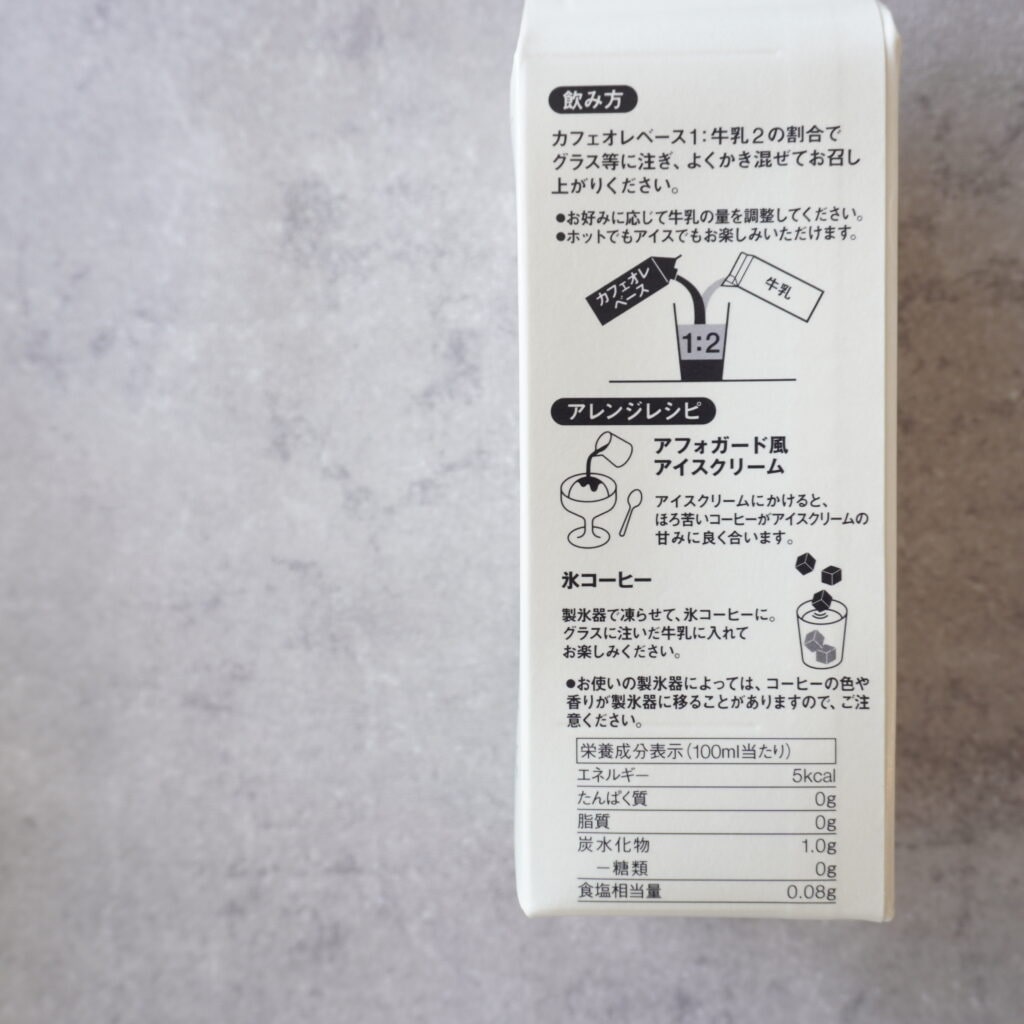 飲み方
カフェオレベース1:牛乳2の割合で
グラス等に注ぎ、よくかき混ぜてお召し
上がりください。
●お好みに応じて牛乳の量を調整してください。
●ホットでもアイスでもお楽しみいただけます。
カフェオレ
ベース
牛乳
1:2
アレンジレシピ
アフォガード風
アイスクリーム
アイスクリームにかけると、
ほろ苦いコーヒーがアイスクリームの
甘みに良く合います。
氷コーヒー
製氷器で凍らせて、氷コーヒーに。
グラスに注いだ牛乳に入れて
お楽しみください。
●お使いの製氷器によっては、コーヒーの色や
香りが製氷器に移ることがありますので、ご注
意ください。
栄養成分表示(100ml当たり)
エネルギー 5kcal
たんぱく質 0g
脂質 0g
炭水化物 1.0g
－糖類 0g
食塩相当量 0.08g